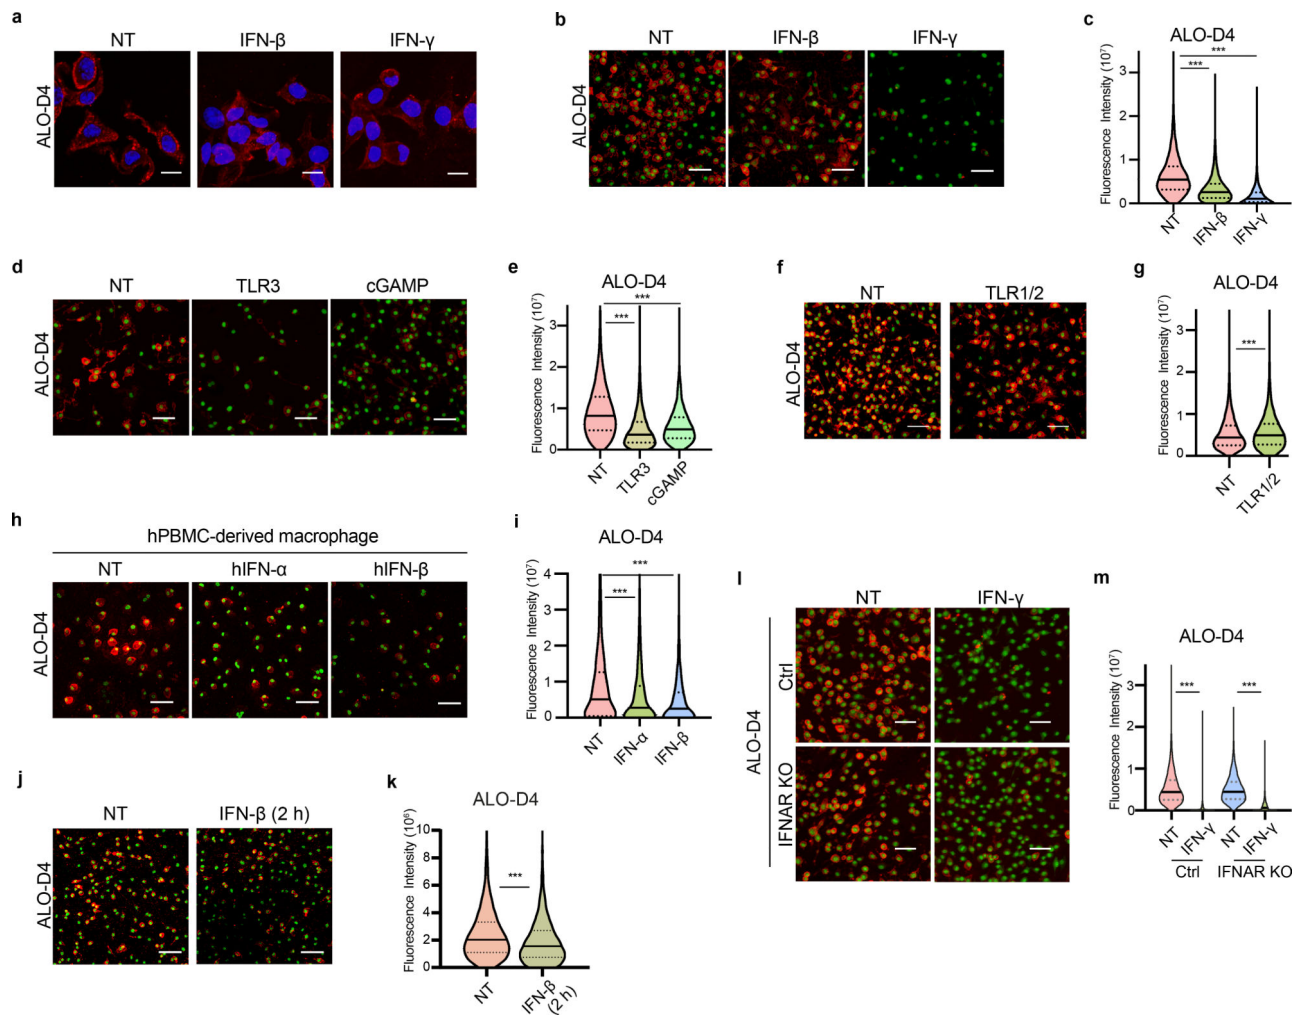 a
NT IFN-β IFN-γ
ALO-D4
b
NT IFN-β IFN-γ
ALO-D4
c
ALO-D4
Fluorescence Intensity (10⁷)
3
2
1
0
***
***
NT IFN-β IFN-γ
d
NT TLR3 cGAMP
ALO-D4
e
ALO-D4
Fluorescence Intensity (10⁷)
3
2
1
0
***
***
NT TLR3 cGAMP
f
NT TLR1/2
ALO-D4
g
ALO-D4
Fluorescence Intensity (10⁷)
3
2
1
0
***
NT TLR1/2
h
hPBMC-derived macrophage
NT hIFN-α hIFN-β
ALO-D4
i
ALO-D4
Fluorescence Intensity (10⁷)
4
3
2
1
0
***
***
NT IFN-α IFN-β
j
NT IFN-β (2 h)
ALO-D4
k
ALO-D4
Fluorescence Intensity (10⁶)
10
8
6
4
2
0
***
NT IFN-β
(2 h)
l
NT IFN-γ
ALO-D4
Ctrl
IFNAR KO
m
ALO-D4
Fluorescence Intensity (10⁷)
3
2
1
0
*** ***
NT IFN-γ NT IFN-γ
Ctrl IFNAR KO